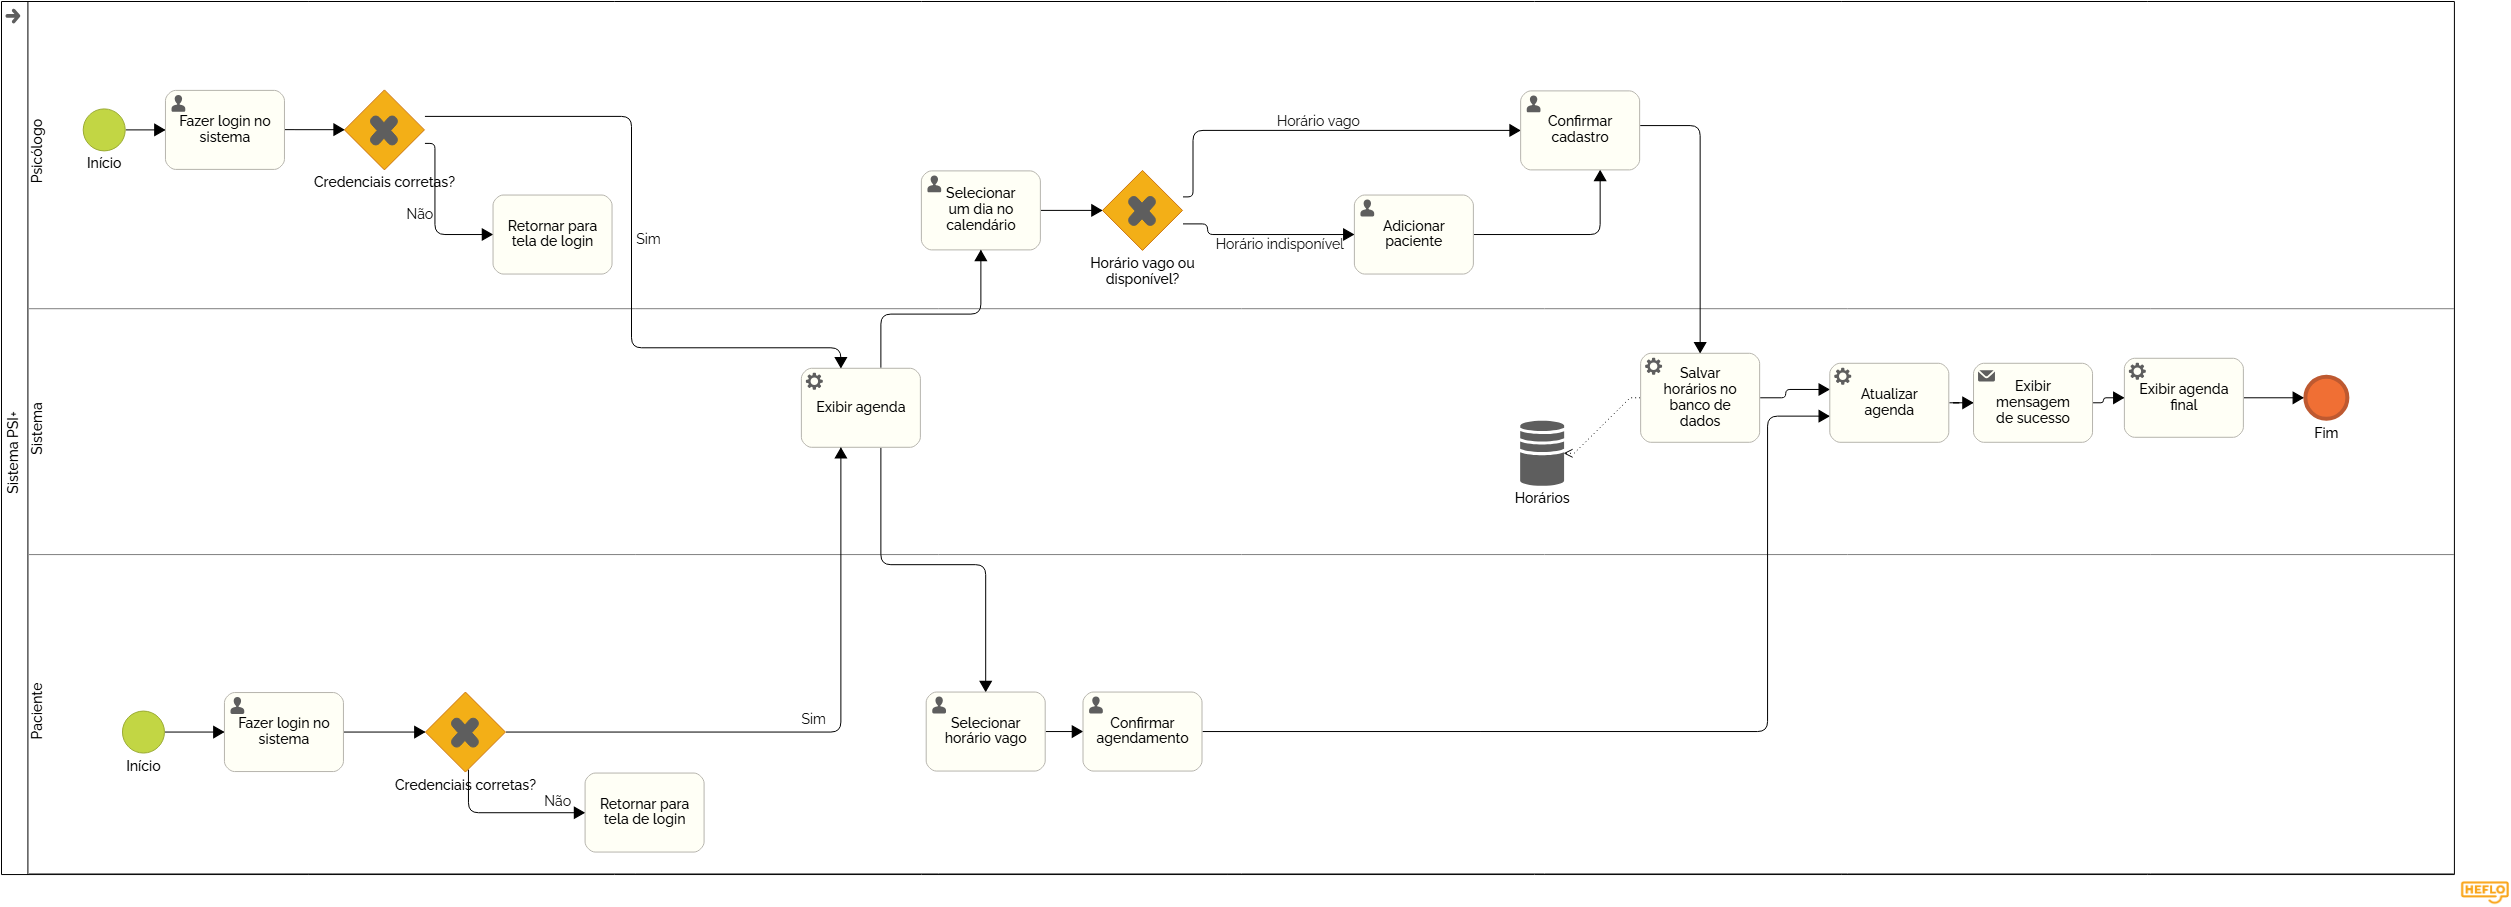 Sistema PSI+
Psicólogo
Início
Fazer login no
sistema
Credenciais corretas?
Não
Retornar para
tela de login
Sim
Selecionar
um dia no
calendário
Horário vago ou
disponível?
Horário vago
Horário indisponível
Adicionar
paciente
Confirmar
cadastro
Sistema
Exibir agenda
Horários
Salvar
horários no
banco de
dados
Atualizar
agenda
Exibir
mensagem
de sucesso
Exibir agenda
final
Fim
Paciente
Início
Fazer login no
sistema
Credenciais corretas?
Não
Retornar para
tela de login
Sim
Selecionar
horário vago
Confirmar
agendamento
HEFLO